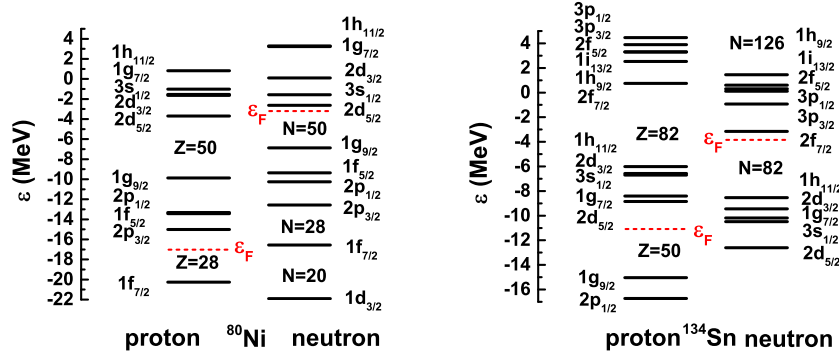 ε (MeV)
4
2
0
-2
-4
-6
-8
-10
-12
-14
-16
-18
-20
-22
1h11/2
1g7/2
3s1/2
2d3/2
2d5/2
Z=50
1g9/2
2p1/2
1f5/2
2p3/2
Z=28
1f7/2
εF
1h11/2
1g7/2
2d3/2
3s1/2
2d5/2
εF
N=50
1g9/2
1f5/2
2p1/2
2p3/2
N=28
1f7/2
N=20
1d3/2
proton 80Ni neutron
ε (MeV)
4
2
0
-2
-4
-6
-8
-10
-12
-14
-16
3p1/2
3p3/2
2f5/2
1i13/2
1h9/2
2f7/2
Z=82
1h11/2
2d3/2
3s1/2
1g7/2
2d5/2
εF
Z=50
1g9/2
2p1/2
N=126
1h9/2
1i13/2
2f5/2
3p1/2
3p3/2
εF
2f7/2
N=82
1h11/2
2d3/2
1g7/2
3s1/2
2d5/2
proton 134Sn neutron